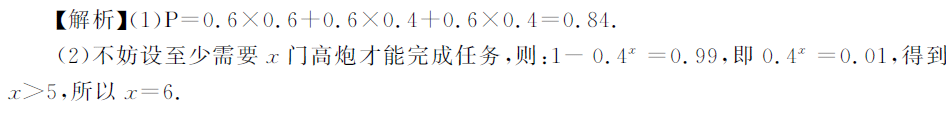 【解析】(1)P=0.6×0.6+0.6×0.4+0.6×0.4=0.84.
(2)不妨设至少需要 x 门高炮才能完成任务,则:1- 0.4ˣ =0.99,即 0.4ˣ =0.01,得到
x>5,所以 x=6.